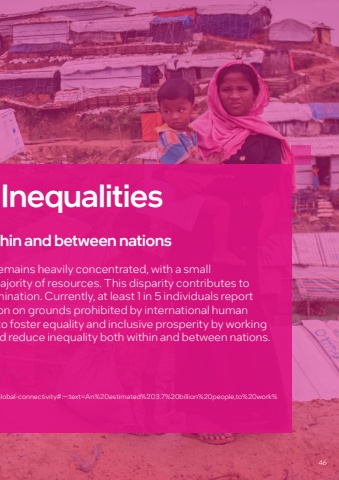 Inequalities
hin and between nations
emains heavily concentrated, with a small
ajority of resources. This disparity contributes to
mination. Currently, at least 1 in 5 individuals report
on on grounds prohibited by international human
to foster equality and inclusive prosperity by working
d reduce inequality both within and between nations.
lobal-connectivity#:~:text=An%20estimated%203.7%20billion%20people,to%20work%
46